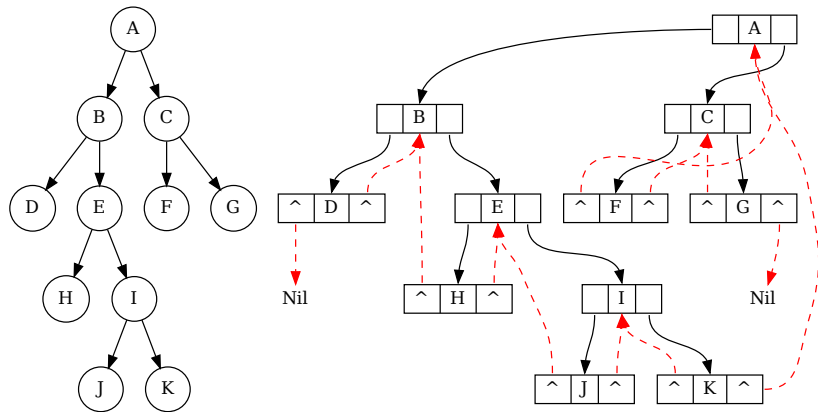 A
A
B
C
B
C
D
E
F
G
^ D ^
E
^ F ^
^ G ^
H
I
Nil
^ H ^
I
Nil
J
K
^ J ^
^ K ^